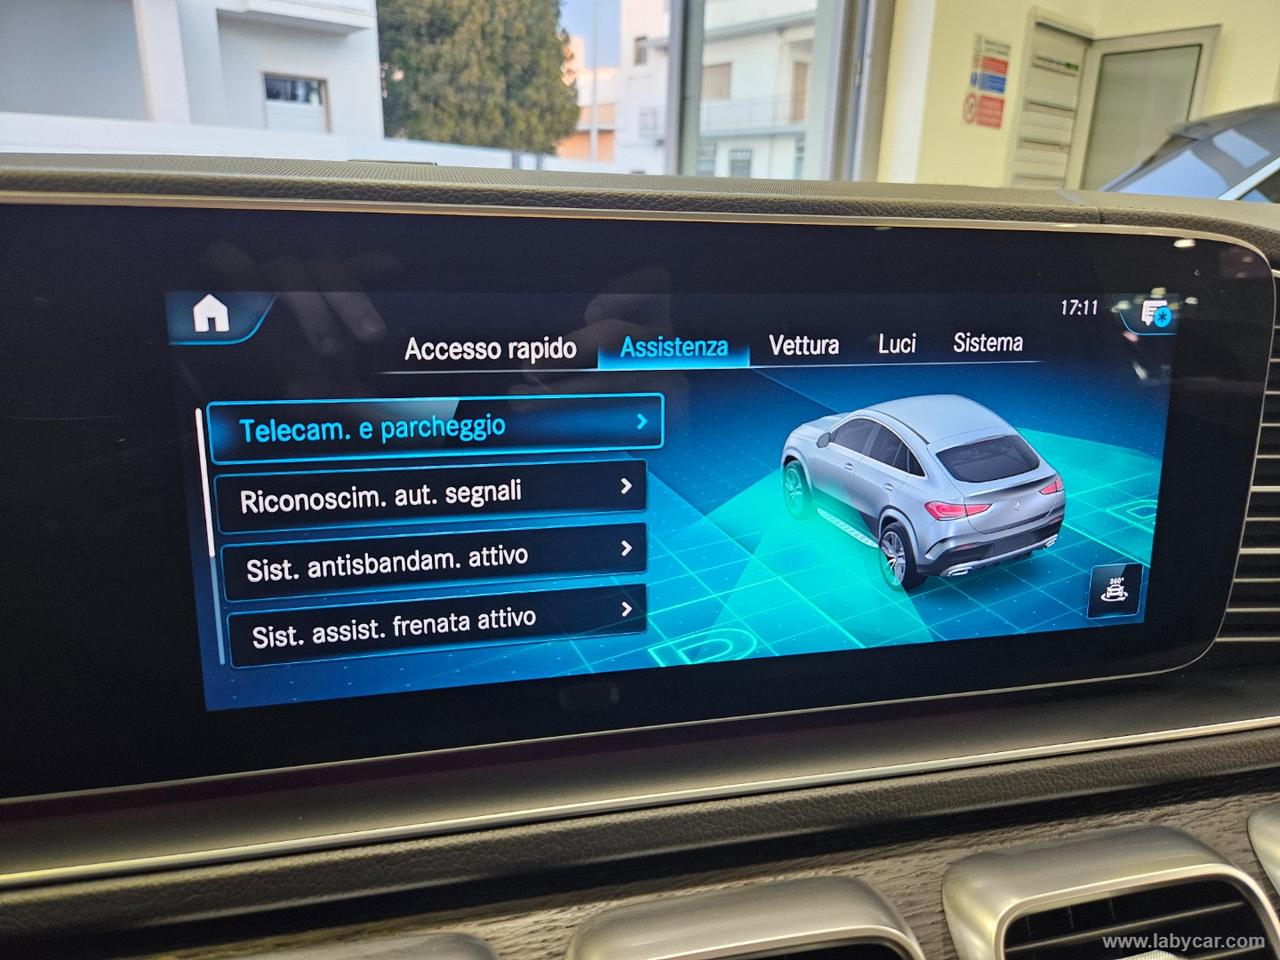 17:11
Accesso rapido
Assistenza
Vettura
Luci
Sistema
Telecam. e parcheggio
Riconoscim. aut. segnali
Sist. antisbandam. attivo
Sist. assist. frenata attivo
360°
P
www.labycar.com